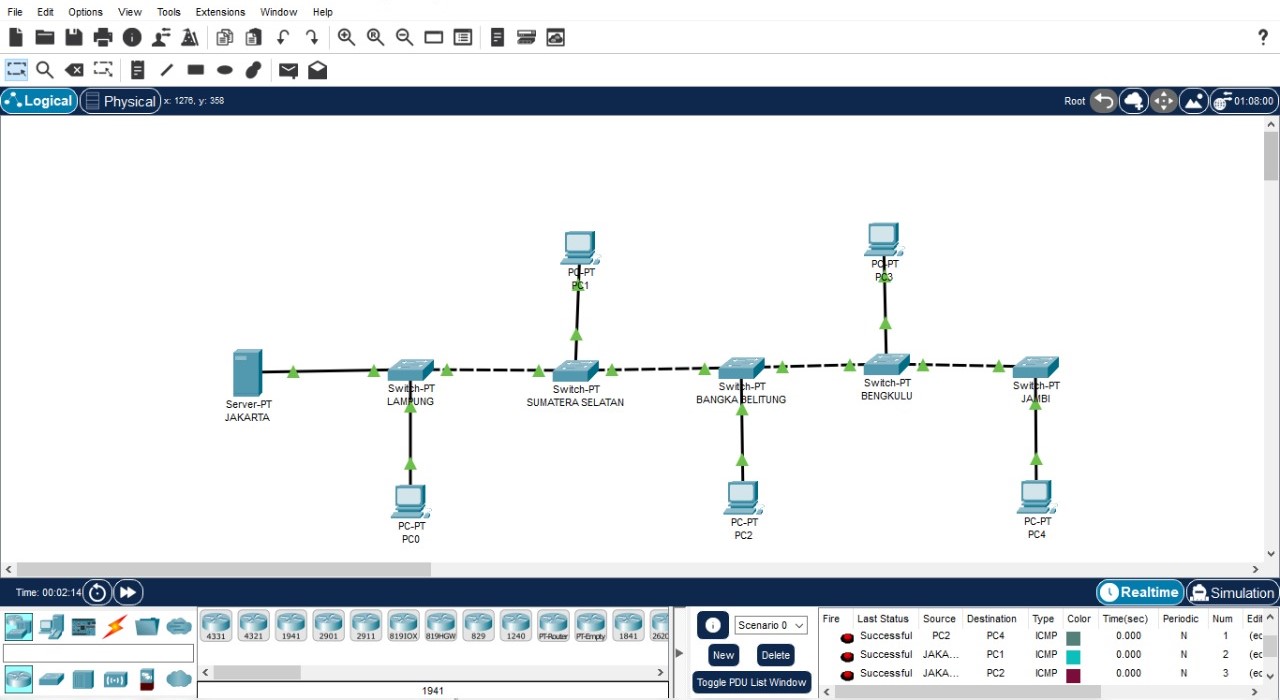 File Edit Options View Tools Extensions Window Help
?
Logical Physical x: 1276, y: 358 Root 01:08:00
PC-PT
PC1
PC-PT
PC3
Server-PT
JAKARTA
Switch-PT
LAMPUNG
Switch-PT
SUMATERA SELATAN
Switch-PT
BANGKA BELITUNG
Switch-PT
BENGKULU
Switch-PT
JAMBI
PC-PT
PC0
PC-PT
PC2
PC-PT
PC4
Time: 00:02:14 Realtime Simulation
4331 4321 1941 2901 2911 819IOX 819HGW 829 1240 PT-Router PT-Empty 1841 262
1941
Scenario 0
New Delete
Toggle PDU List Window
Fire Last Status Source Destination Type Color Time(sec) Periodic Num Edit
Successful PC2 PC4 ICMP 0.000 N 1 (ec
Successful JAKA... PC1 ICMP 0.000 N 2 (ec
Successful JAKA... PC2 ICMP 0.000 N 3 (ec